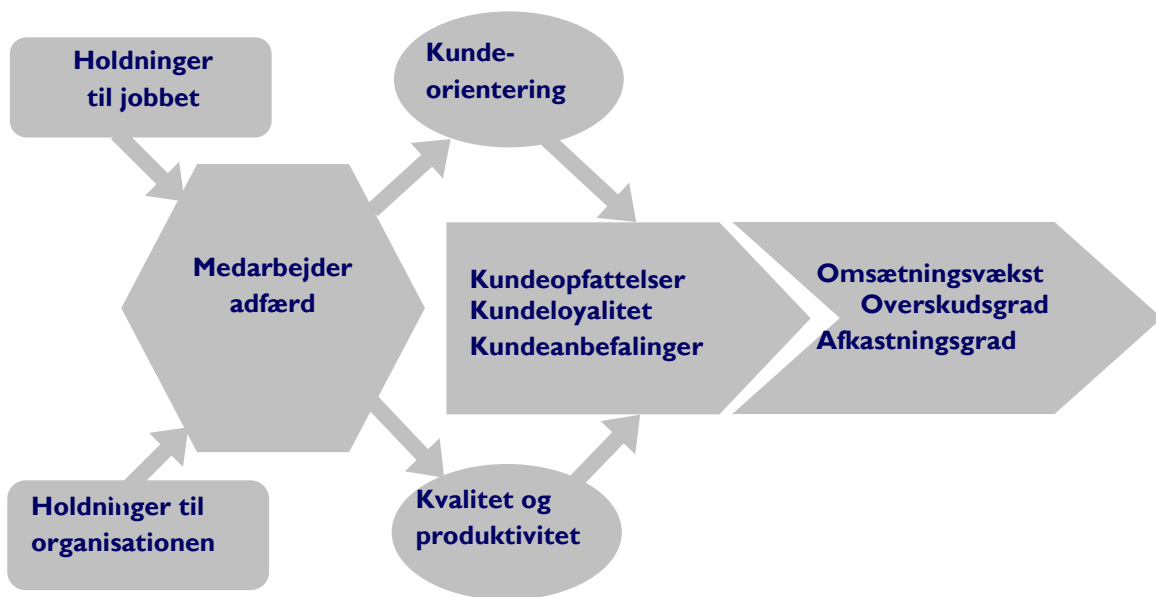 Holdninger
til jobbet
Kunde-
orientering
Medarbejder
adfærd
Kundeopfattelser
Kundeloyalitet
Kundeanbefalinger
Omsætningsvækst
Overskudsgrad
Afkastningsgrad
Holdninger til
organisationen
Kvalitet og
produktivitet